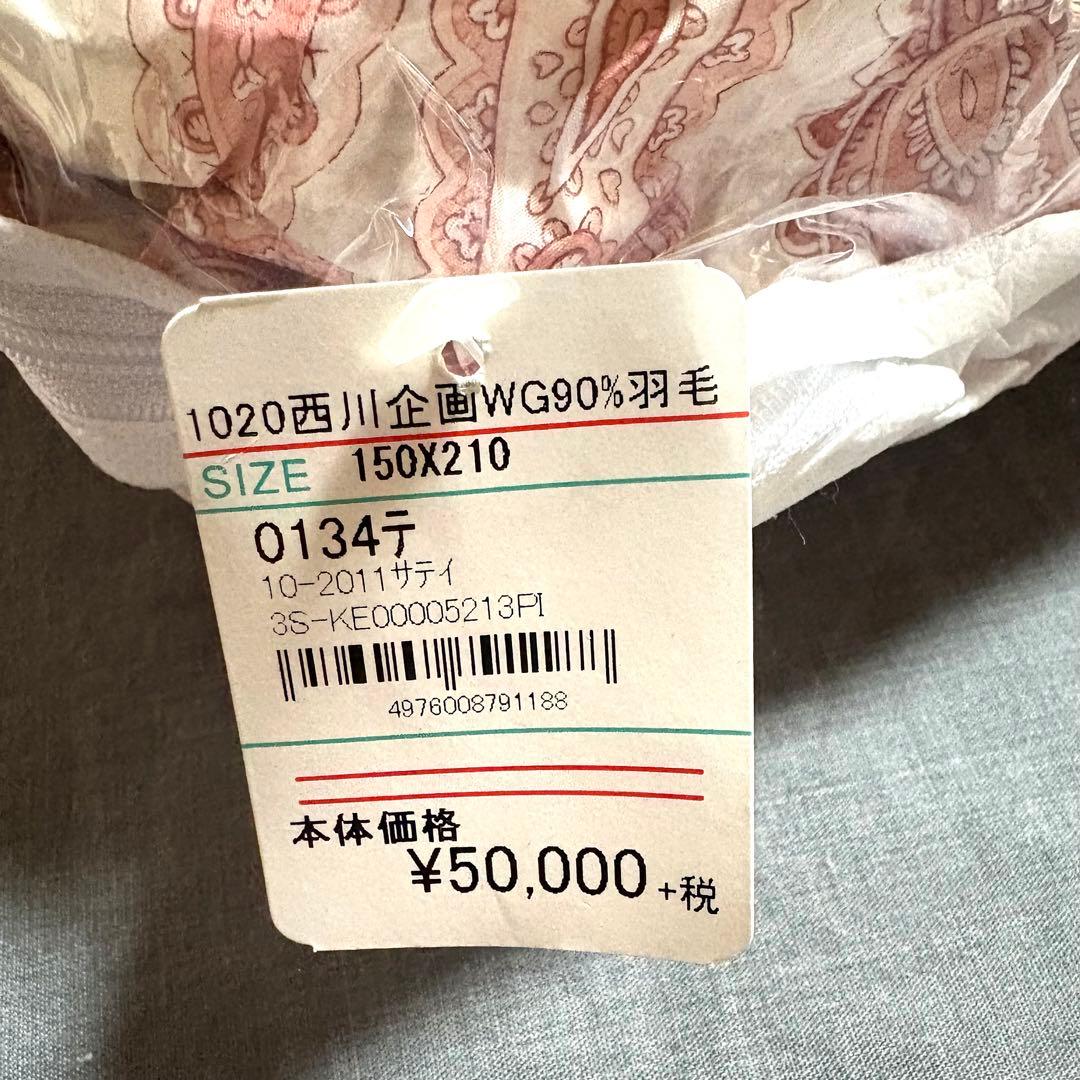 1020西川企画WG90%羽毛
SIZE 150X210
0134テ
10-2011サティ
3S-KE00005213PI
4976008791188
本体価格
¥50,000+税